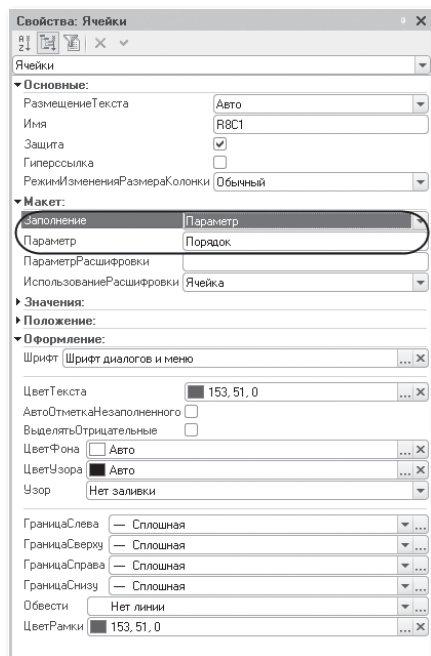 Свойства: Ячейки
Ячейки
Основные:
РазмещениеТекста Авто
Имя R8C1
Защита
Гиперссылка
РежимИзмененияРазмераКолонки Обычный
Макет:
Заполнение Параметр
Параметр Порядок
ПараметрРасшифровки
ИспользованиеРасшифровки Ячейка
Значения:
Положение:
Оформление:
Шрифт Шрифт диалогов и меню ...
ЦветТекста 153, 51, 0 ...
АвтоОтметкаНезаполненного
ВыделятьОтрицательные
ЦветФона Авто ...
ЦветУзора Авто ...
Узор Нет заливки
ГраницаСлева Сплошная ...
ГраницаСверху Сплошная ...
ГраницаСправа Сплошная ...
ГраницаСнизу Сплошная ...
Обвести Нет линии ...
ЦветРамки 153, 51, 0 ...